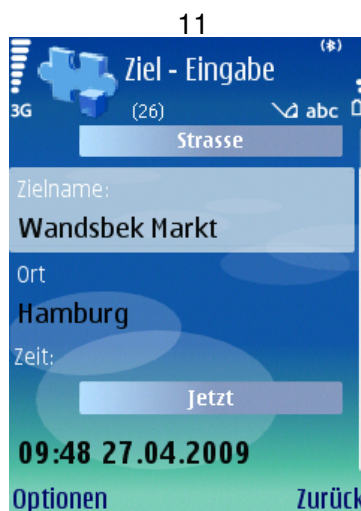 11
Ziel - Eingabe
3G (26) abc
Strasse
Zielname:
Wandsbek Markt
Ort
Hamburg
Zeit:
Jetzt
09:48 27.04.2009
Optionen Zurück